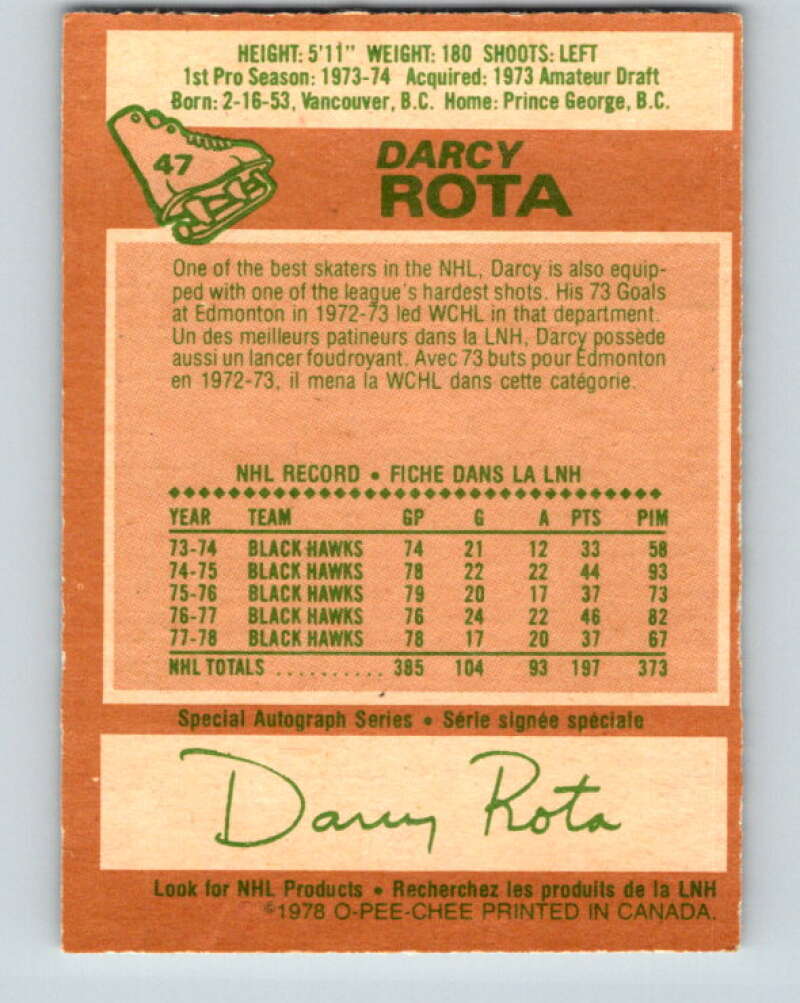 HEIGHT: 5'11" WEIGHT: 180 SHOOTS: LEFT
1st Pro Season: 1973-74 Acquired: 1973 Amateur Draft
Born: 2-16-53, Vancouver, B.C. Home: Prince George, B.C.
47
DARCY
ROTA
One of the best skaters in the NHL, Darcy is also equip-
ped with one of the league's hardest shots. His 73 Goals
at Edmonton in 1972-73 led WCHL in that department.
Un des meilleurs patineurs dans la LNH, Darcy possède
aussi un lancer foudroyant. Avec 73 buts pour Edmonton
en 1972-73, il mena la WCHL dans cette catégorie.
NHL RECORD • FICHE DANS LA LNH
YEAR TEAM GP G A PTS PIM
73-74 BLACK HAWKS 74 21 12 33 58
74-75 BLACK HAWKS 78 22 22 44 93
75-76 BLACK HAWKS 79 20 17 37 73
76-77 BLACK HAWKS 76 24 22 46 82
77-78 BLACK HAWKS 78 17 20 37 67
NHL TOTALS .......... 385 104 93 197 373
Special Autograph Series • Série signée spéciale
Darcy Rota
Look for NHL Products • Recherchez les produits de la LNH
©1978 O-PEE-CHEE PRINTED IN CANADA.